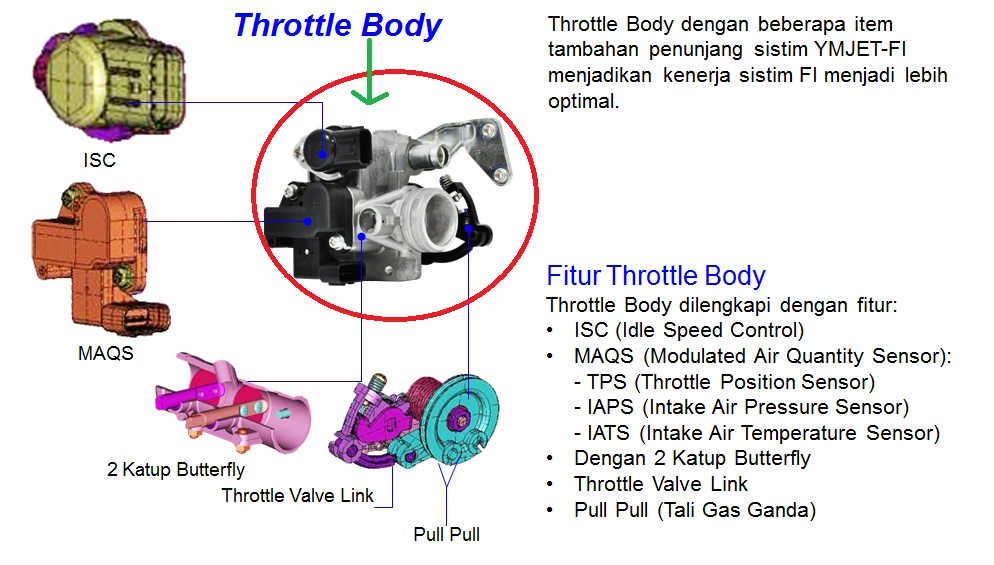 Throttle Body
Throttle Body dengan beberapa item
tambahan penunjang sistim YMJET-FI
menjadikan kenerja sistim FI menjadi lebih
optimal.
ISC
MAQS
2 Katup Butterfly
Throttle Valve Link
Pull Pull
Fitur Throttle Body
Throttle Body dilengkapi dengan fitur:
• ISC (Idle Speed Control)
• MAQS (Modulated Air Quantity Sensor):
- TPS (Throttle Position Sensor)
- IAPS (Intake Air Pressure Sensor)
- IATS (Intake Air Temperature Sensor)
• Dengan 2 Katup Butterfly
• Throttle Valve Link
• Pull Pull (Tali Gas Ganda)